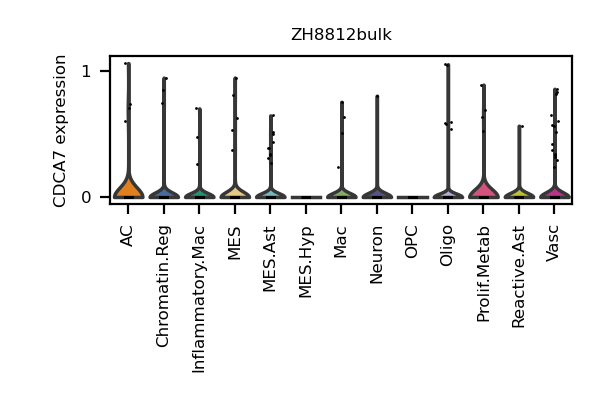 ZH8812bulk
CDCA7 expression
1
0
AC
Chromatin.Reg
Inflammatory.Mac
MES
MES.Ast
MES.Hyp
Mac
Neuron
OPC
Oligo
Prolif.Metab
Reactive.Ast
Vasc